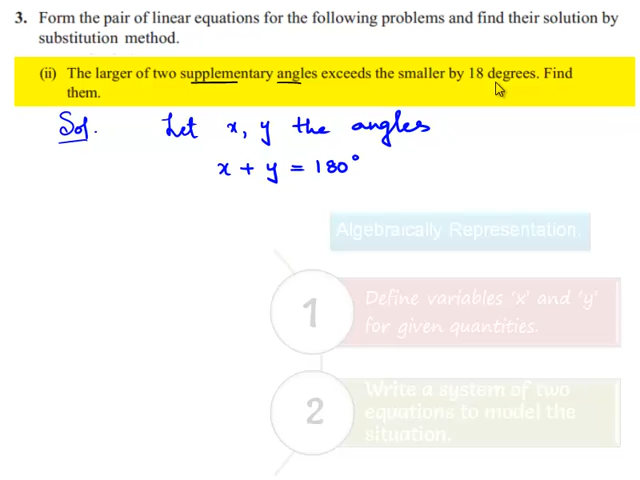 3. Form the pair of linear equations for the following problems and find their solution by
substitution method.
(ii) The larger of two supplementary angles exceeds the smaller by 18 degrees. Find
them.
Sol. Let x, y the angles
x + y = 180°
Algebraically Representation.
1
Define variables 'x' and 'y'
for given quantities.
2
Write a system of two
equations to model the
situation.